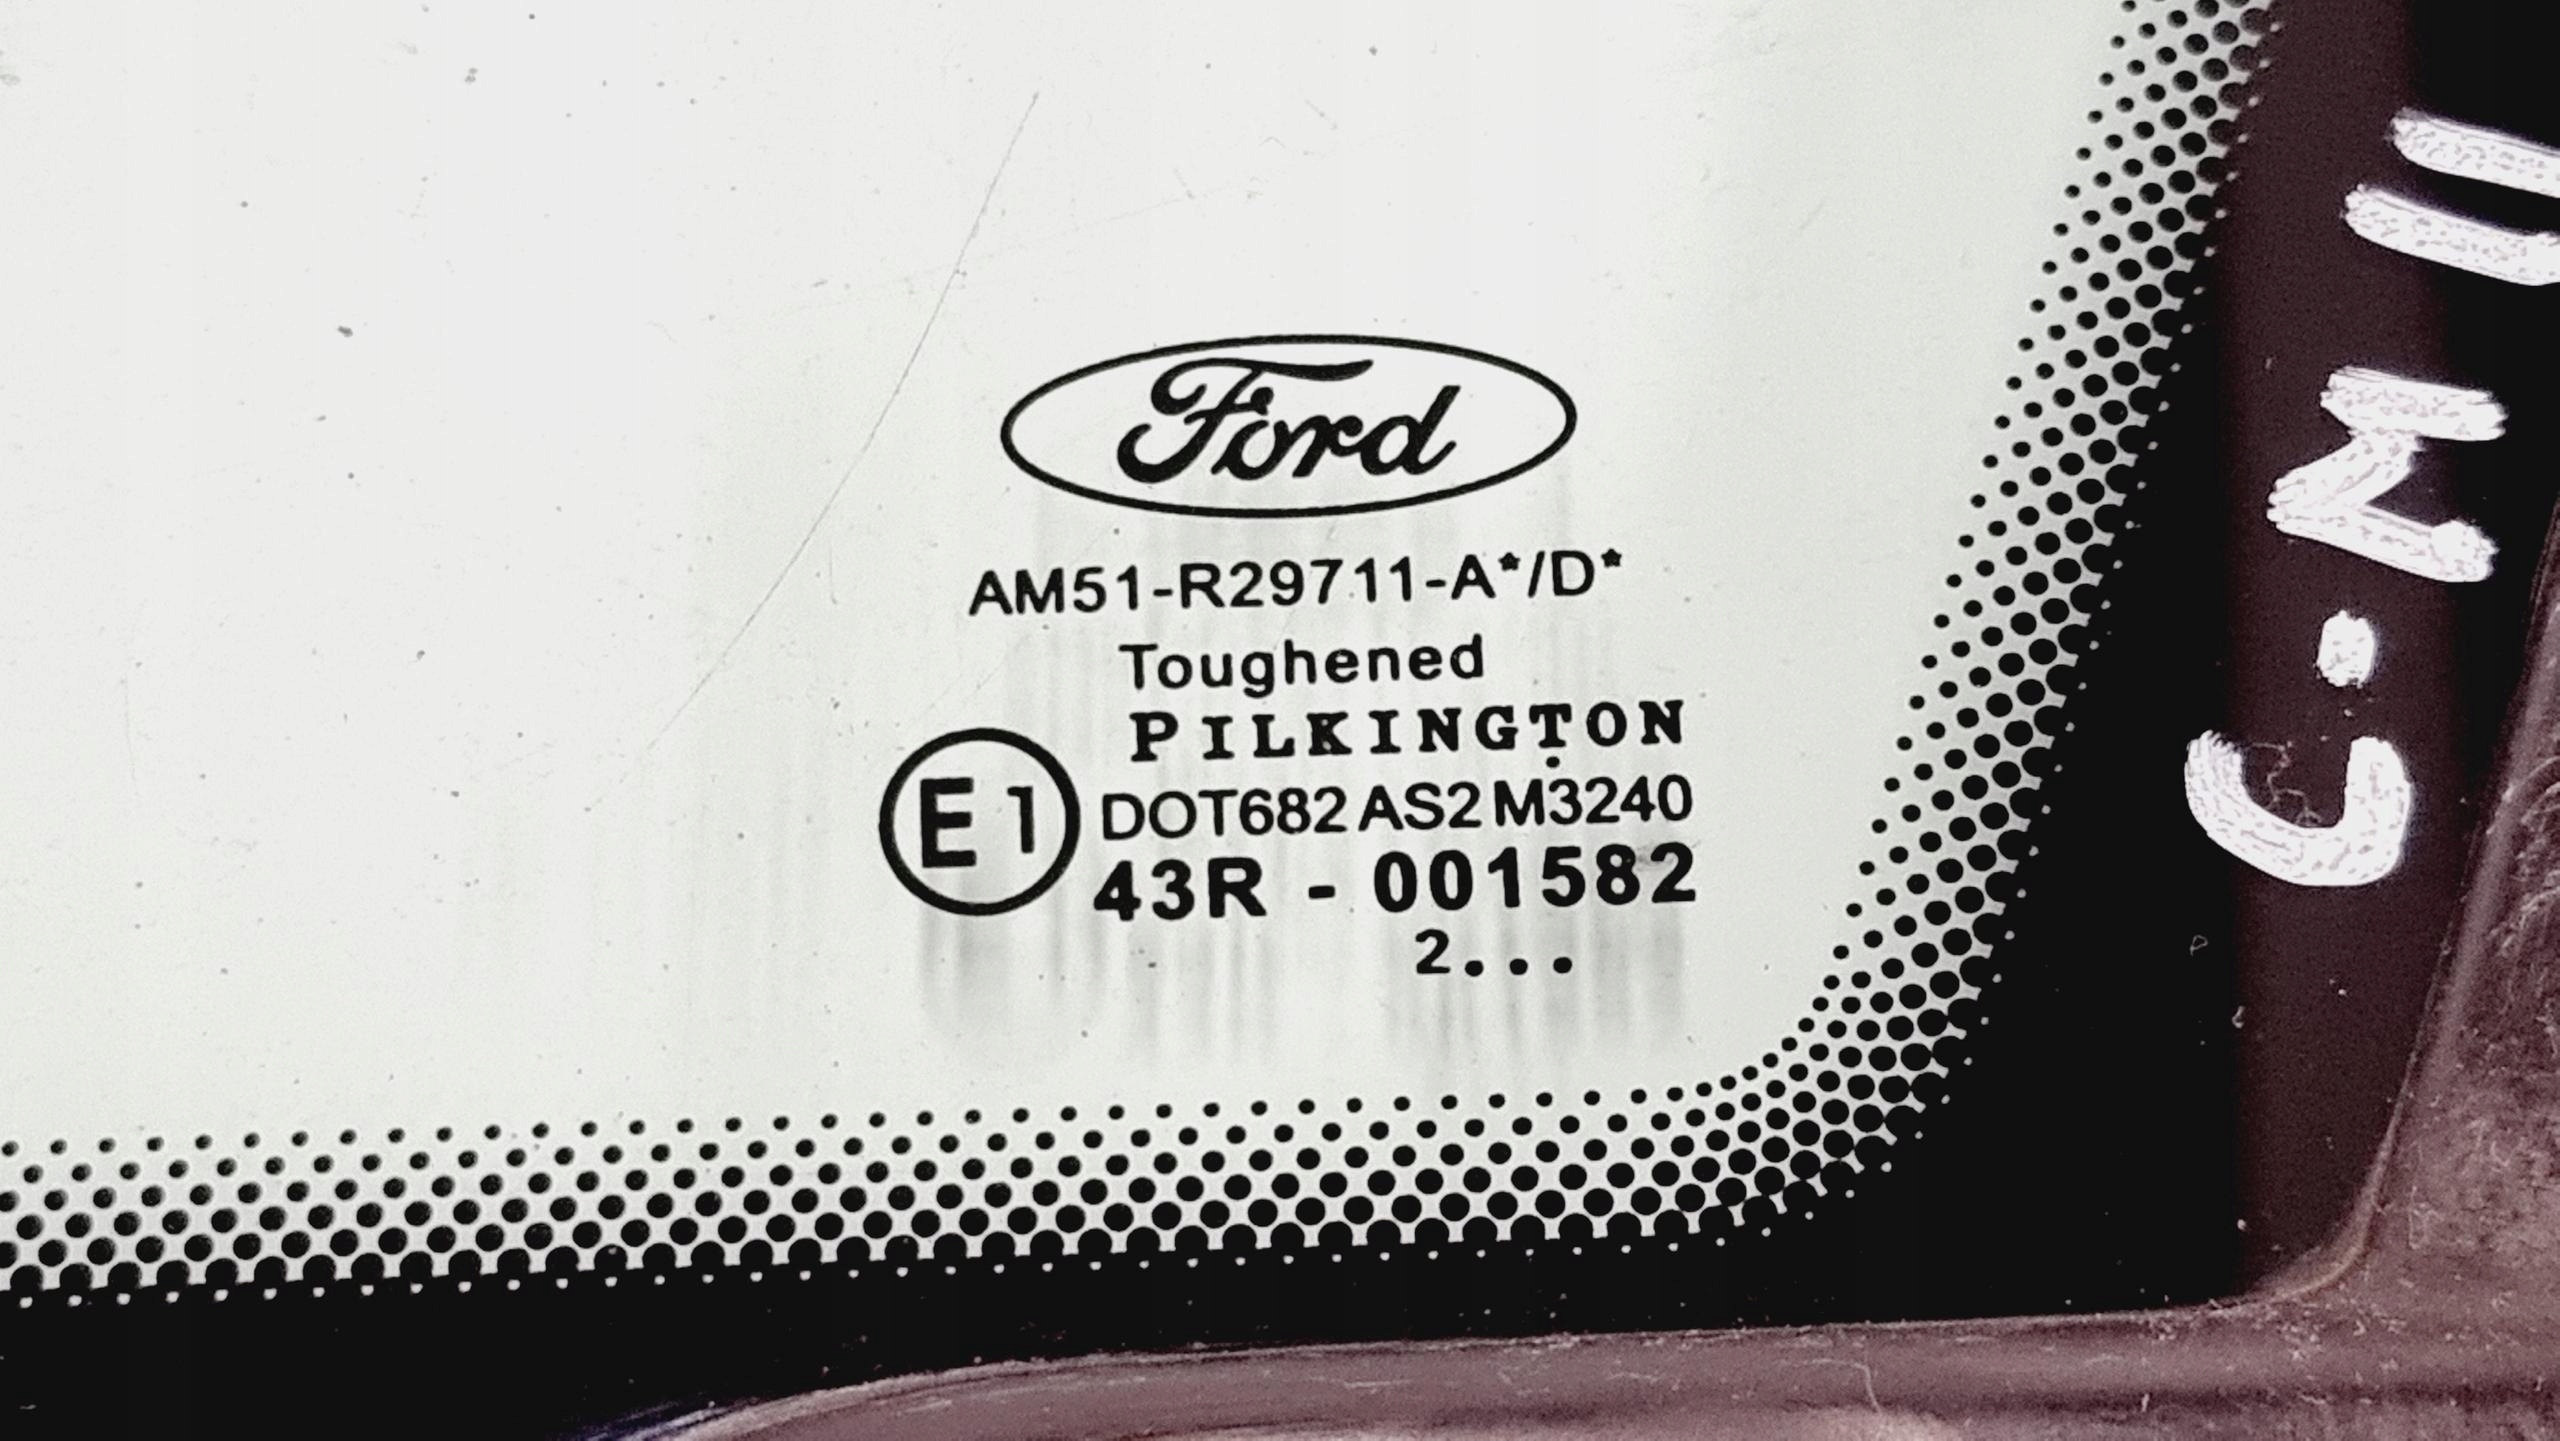 Ford
AM51-R29711-A*/D*
Toughened
PILKINGTON
E1
DOT682 AS2 M3240
43R - 001582
2...
C-M